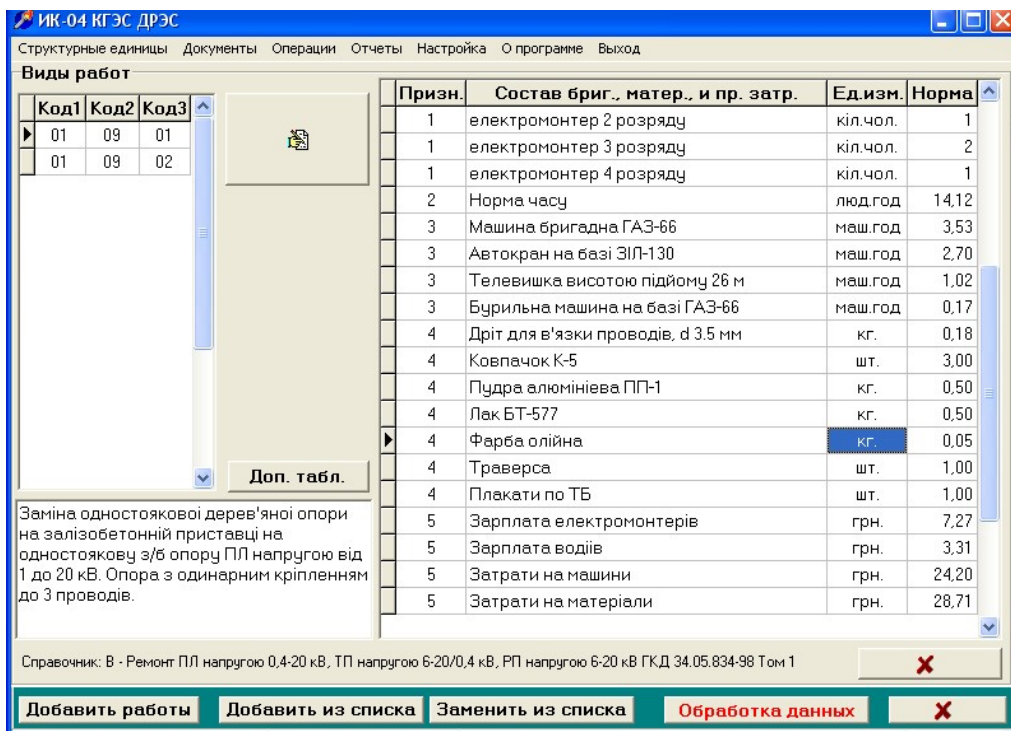 ИК-04 КГЭС ДРЭС
Структурные единицы Документы Операции Отчеты Настройка О программе Выход
Виды работ
Код1 Код2 Код3
01 09 01
01 09 02
Доп. табл.
Заміна одностоякової дерев'яної опори
на залізобетонній приставці на
одностоякову з/б опору ПЛ напругою від
1 до 20 кВ. Опора з одинарним кріпленням
до 3 проводів.
Призн. Состав бриг., матер., и пр. затр. Ед.изм. Норма
1 електромонтер 2 розряду кіл.чол. 1
1 електромонтер 3 розряду кіл.чол. 2
1 електромонтер 4 розряду кіл.чол. 1
2 Норма часу люд.год 14,12
3 Машина бригадна ГАЗ-66 маш.год 3,53
3 Автокран на базі ЗІЛ-130 маш.год 2,70
3 Телевишка висотою підйому 26 м маш.год 1,02
3 Бурильна машина на базі ГАЗ-66 маш.год 0,17
4 Дріт для в'язки проводів, d 3.5 мм кг. 0,18
4 Ковпачок К-5 шт. 3,00
4 Пудра алюмініева ПП-1 кг. 0,50
4 Лак БТ-577 кг. 0,50
4 Фарба олійна кг. 0,05
4 Траверса шт. 1,00
4 Плакати по ТБ шт. 1,00
5 Зарплата електромонтерів грн. 7,27
5 Зарплата водіїв грн. 3,31
5 Затрати на машини грн. 24,20
5 Затрати на матеріали грн. 28,71
Справочник: В - Ремонт ПЛ напругою 0,4-20 кВ, ТП напругою 6-20/0,4 кВ, РП напругою 6-20 кВ ГКД 34.05.834-98 Том 1
Добавить работы Добавить из списка Заменить из списка Обработка данных